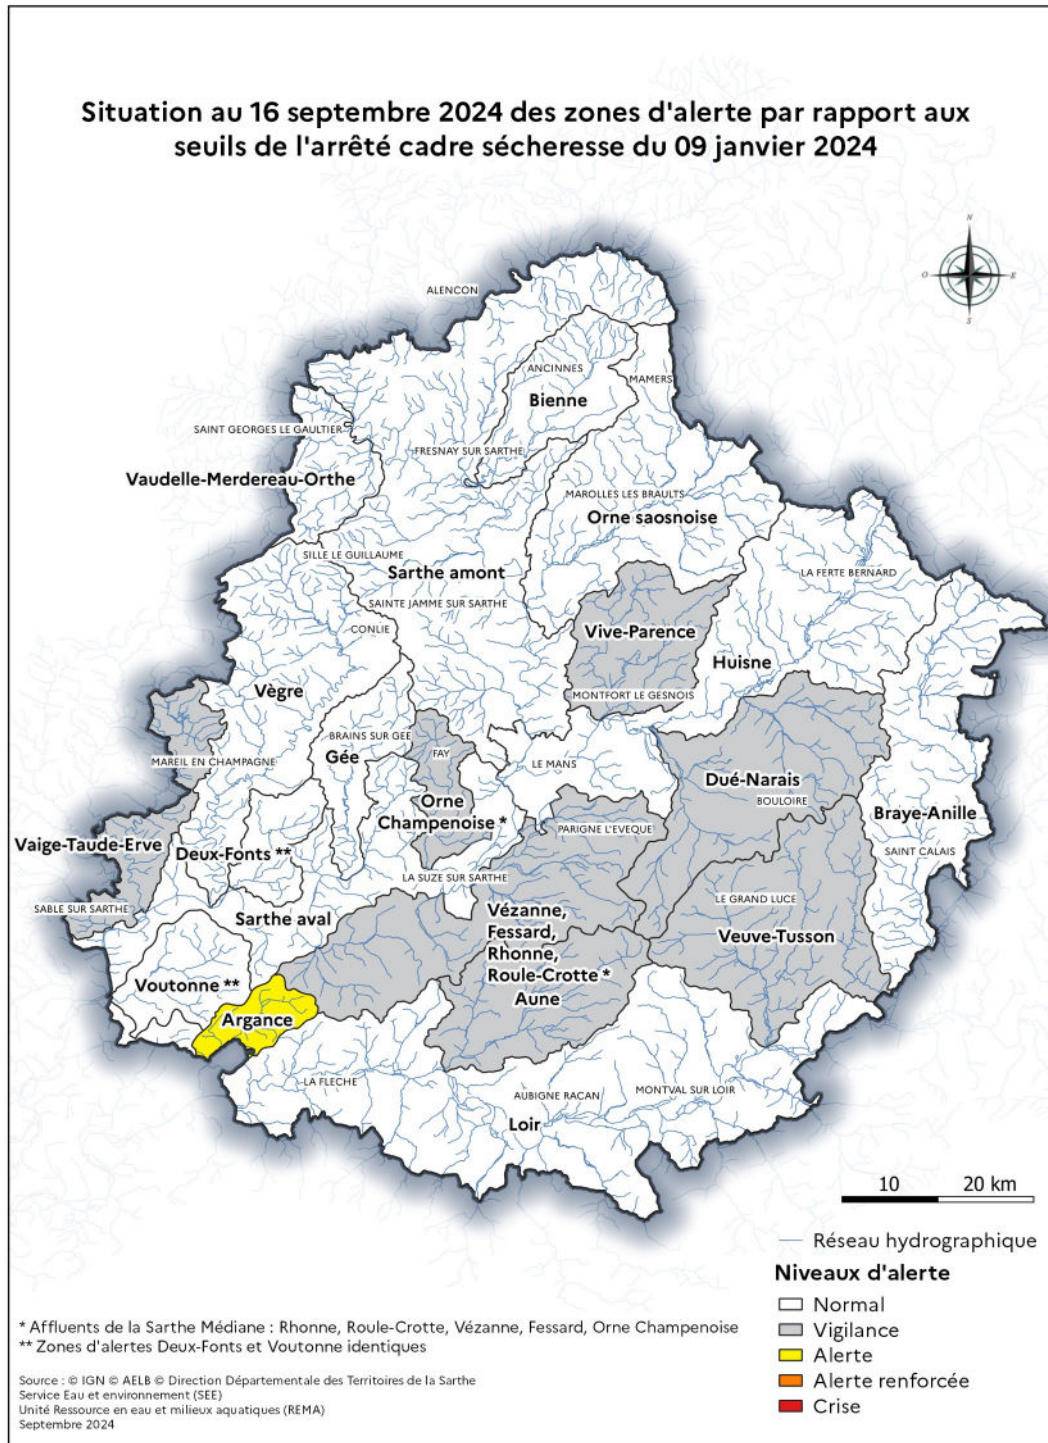 Situation au 16 septembre 2024 des zones d'alerte par rapport aux
seuils de l'arrêté cadre sécheresse du 09 janvier 2024
N
O
E
S
ALENCON
ANCINNES
MAMERS
Bienne
SAINT GEORGES LE GAULTIER
FRESNAY SUR SARTHE
Vaudelle-Merdereau-Orthe
MAROLLES LES BRAULTS
Orne saosnoise
SILLE LE GUILLAUME
Sarthe amont
LA FERTE BERNARD
SAINTE JAMME SUR SARTHE
CONLIE
Vive-Parence
Huisne
Vègre
MONTFORT LE GESNOIS
BRAINS SUR GEE
Gée
FAY
MAREIL EN CHAMPAGNE
LE MANS
Dué-Narais
BOULOIRE
Orne
Champenoise *
Braye-Anille
PARIGNE L'EVEQUE
Vaige-Taude-Erve
Deux-Fonts **
SAINT CALAIS
LA SUZE SUR SARTHE
LE GRAND LUCE
SABLE SUR SARTHE
Sarthe aval
Vézanne,
Fessard,
Rhonne,
Roule-Crotte *
Aune
Veuve-Tusson
Voutonne **
Argance
LA FLECHE
AUBIGNE RACAN
MONTVAL SUR LOIR
Loir
10 20 km
Réseau hydrographique
Niveaux d'alerte
Normal
Vigilance
Alerte
Alerte renforcée
Crise
* Affluents de la Sarthe Médiane : Rhonne, Roule-Crotte, Vézanne, Fessard, Orne Champenoise
** Zones d'alertes Deux-Fonts et Voutonne identiques
Source : © IGN © AELB © Direction Départementale des Territoires de la Sarthe
Service Eau et environnement (SEE)
Unité Ressource en eau et milieux aquatiques (REMA)
Septembre 2024